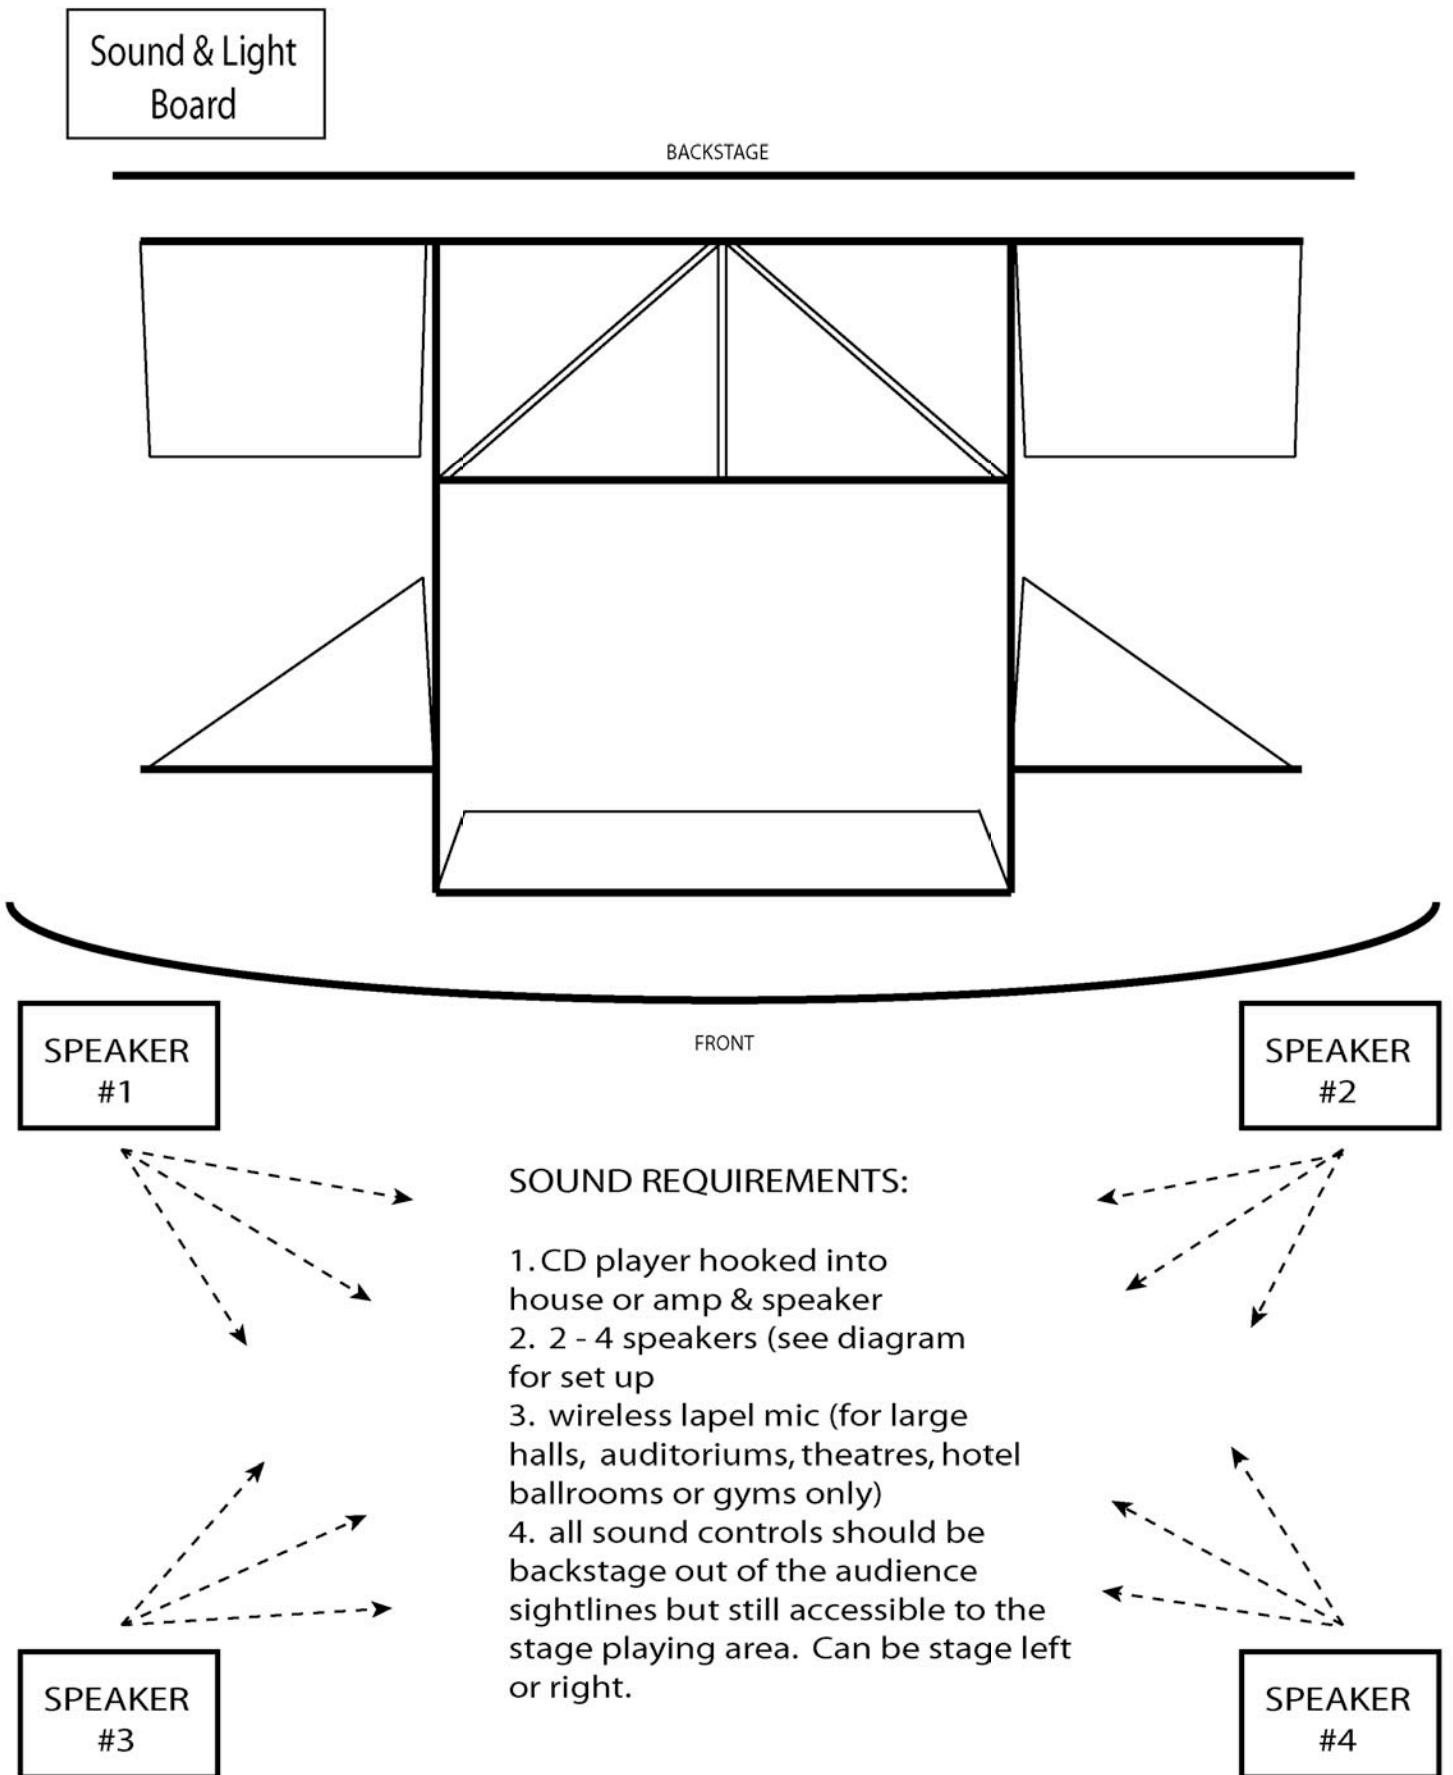 Sound & Light
Board
BACKSTAGE
FRONT
SPEAKER
#1
SPEAKER
#2
SOUND REQUIREMENTS:
1. CD player hooked into
house or amp & speaker
2. 2 - 4 speakers (see diagram
for set up
3. wireless lapel mic (for large
halls, auditoriums, theatres, hotel
ballrooms or gyms only)
4. all sound controls should be
backstage out of the audience
sightlines but still accessible to the
stage playing area. Can be stage left
or right.
SPEAKER
#3
SPEAKER
#4